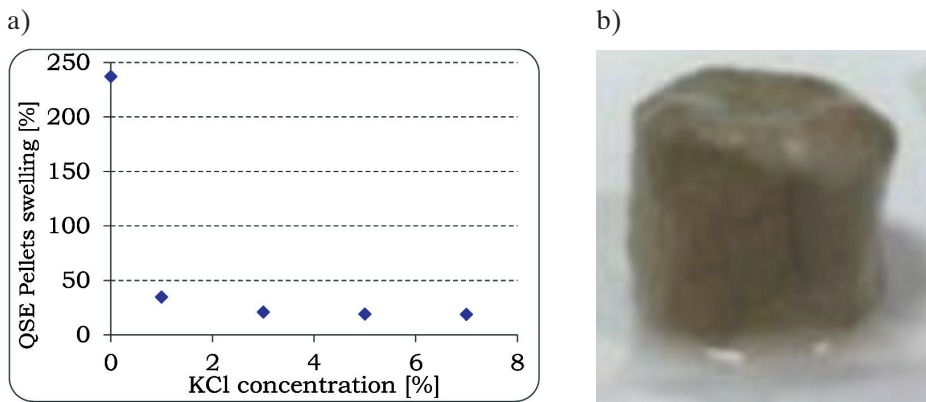 a)
b)
250
200
150
100
50
0
QSE Pellets swelling [%]
0 2 4 6 8
KCl concentration [%]